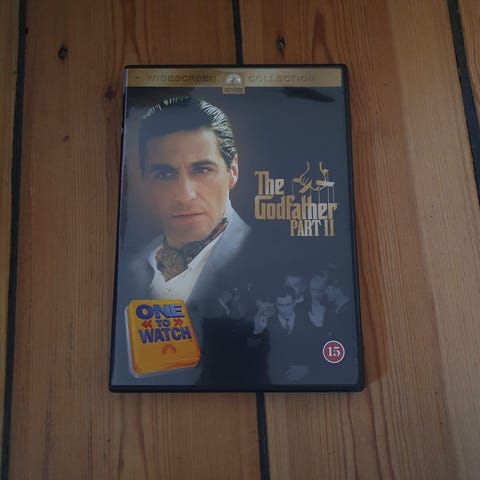 WIDESCREEN COLLECTION
The
Godfather
PART II
ONE
« TO »
WATCH
15